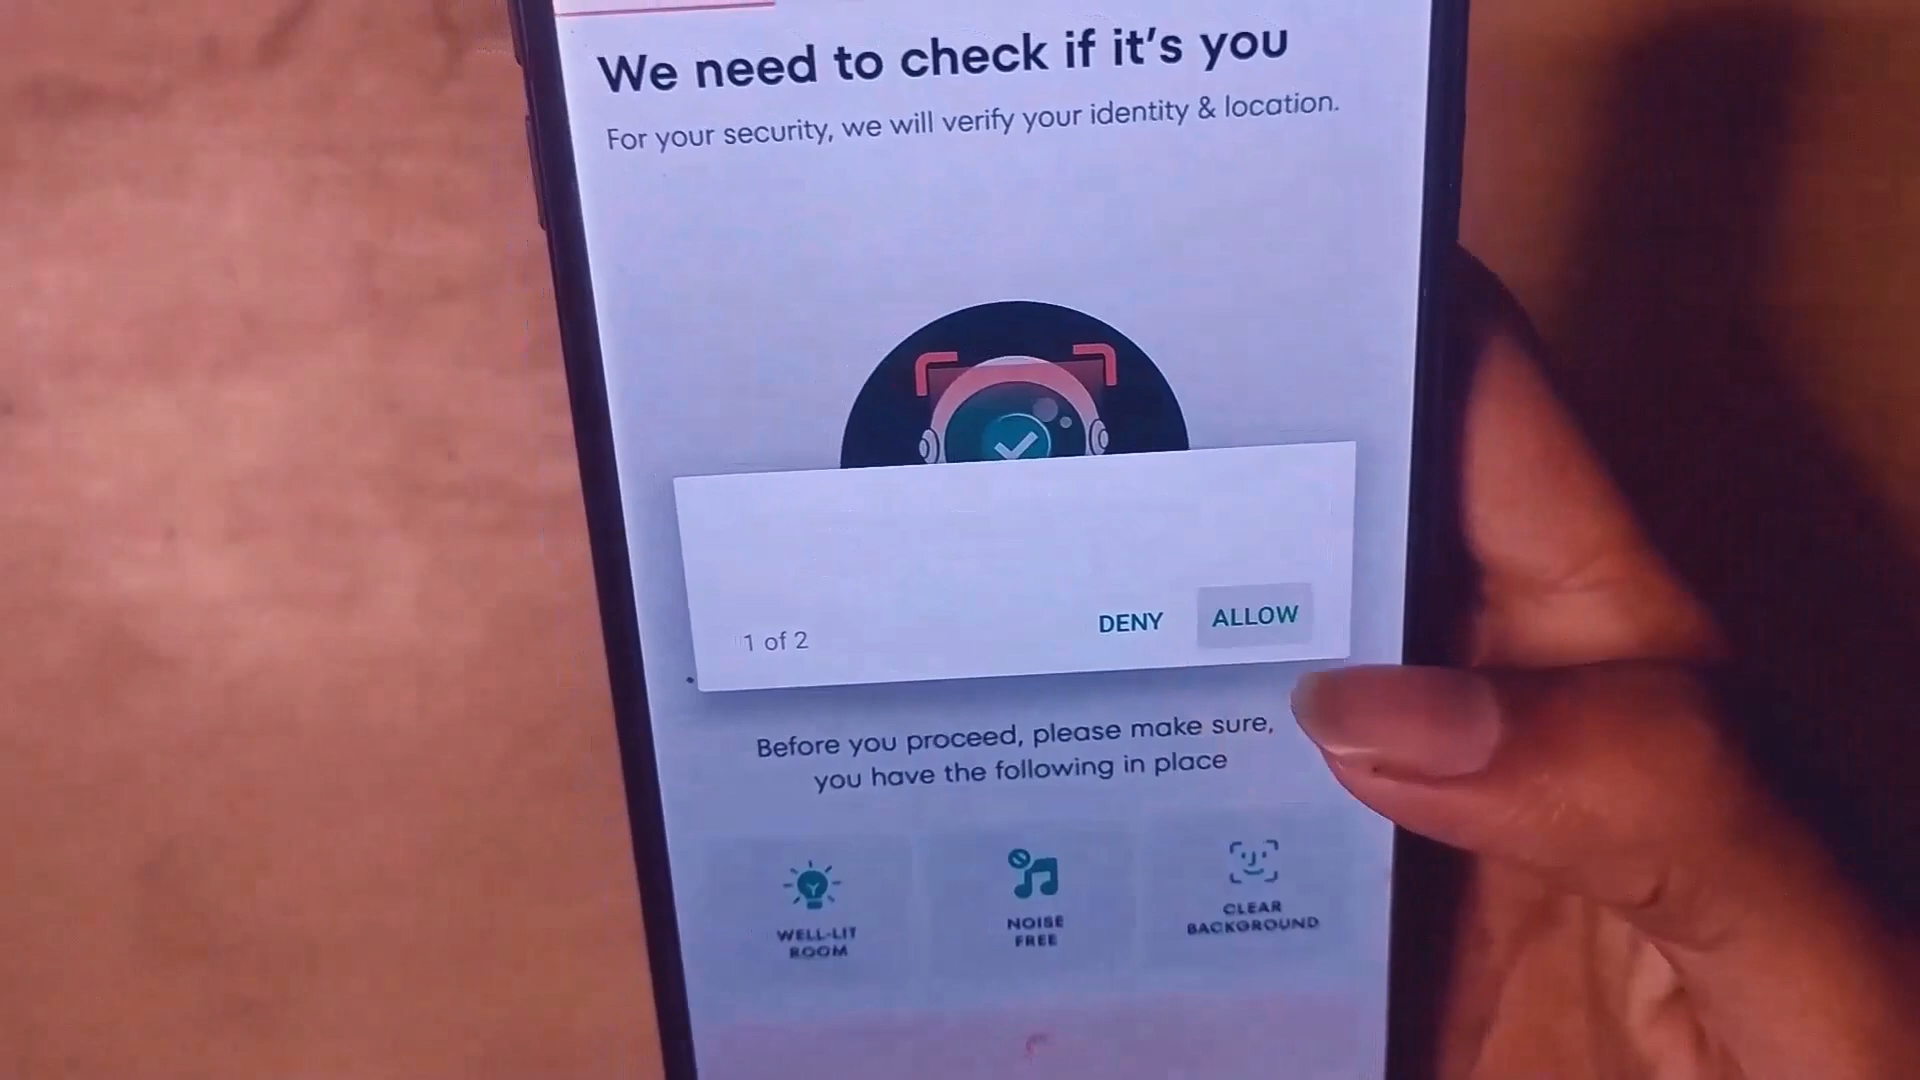 We need to check if it's you
For your security, we will verify your identity & location.
1 of 2
DENY
ALLOW
Before you proceed, please make sure,
you have the following in place
WELL-LIT
ROOM
NOISE
FREE
CLEAR
BACKGROUND